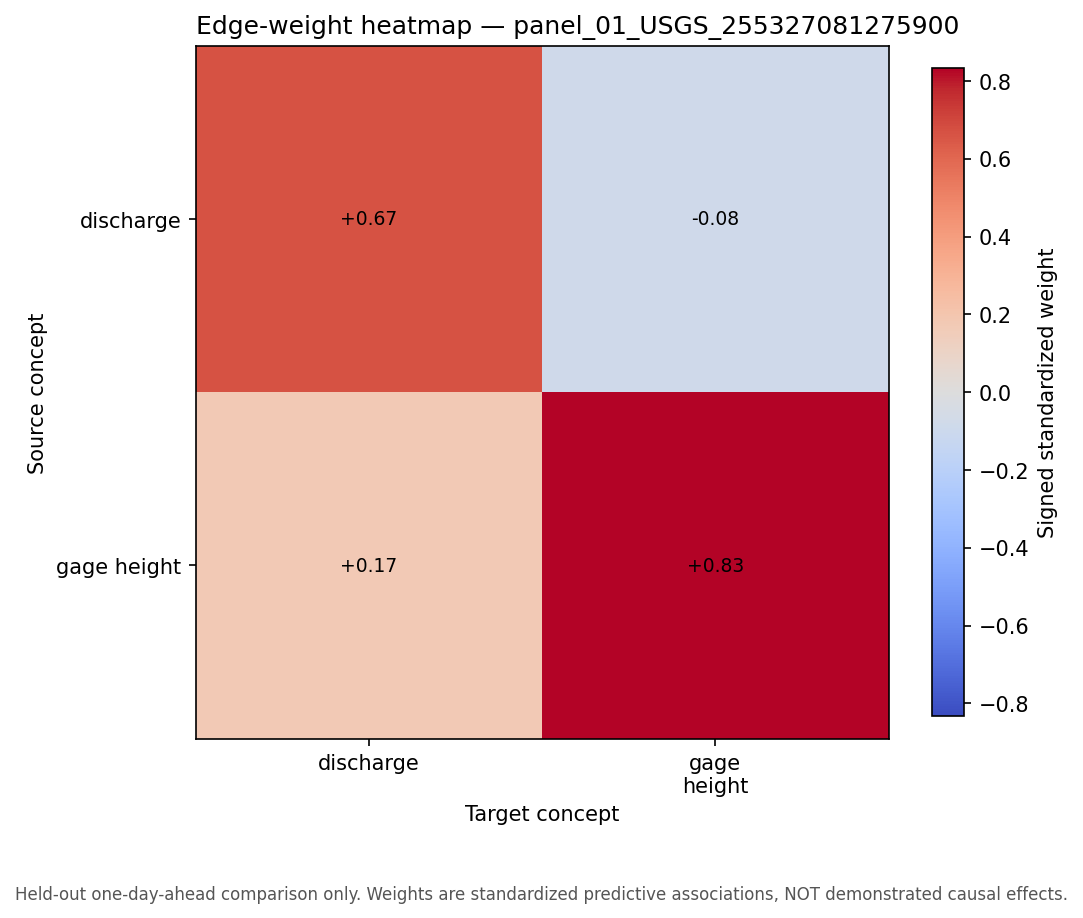 Edge-weight heatmap — panel_01_USGS_255327081275900
discharge
+0.67
-0.08
gage height
+0.17
+0.83
discharge
gage
height
Target concept
Source concept
0.8
0.6
0.4
0.2
0.0
−0.2
−0.4
−0.6
−0.8
Signed standardized weight
Held-out one-day-ahead comparison only. Weights are standardized predictive associations, NOT demonstrated causal effects.